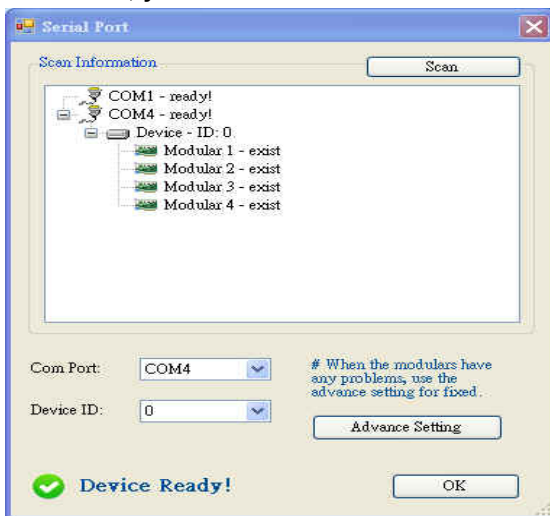 Serial Port
Scan Information
Scan
COM1 - ready!
COM4 - ready!
Device - ID: 0
Modular 1 - exist
Modular 2 - exist
Modular 3 - exist
Modular 4 - exist
Com Port:
COM4
# When the modulars have
any problems, use the
advance setting for fixed.
Device ID:
0
Advance Setting
Device Ready!
OK